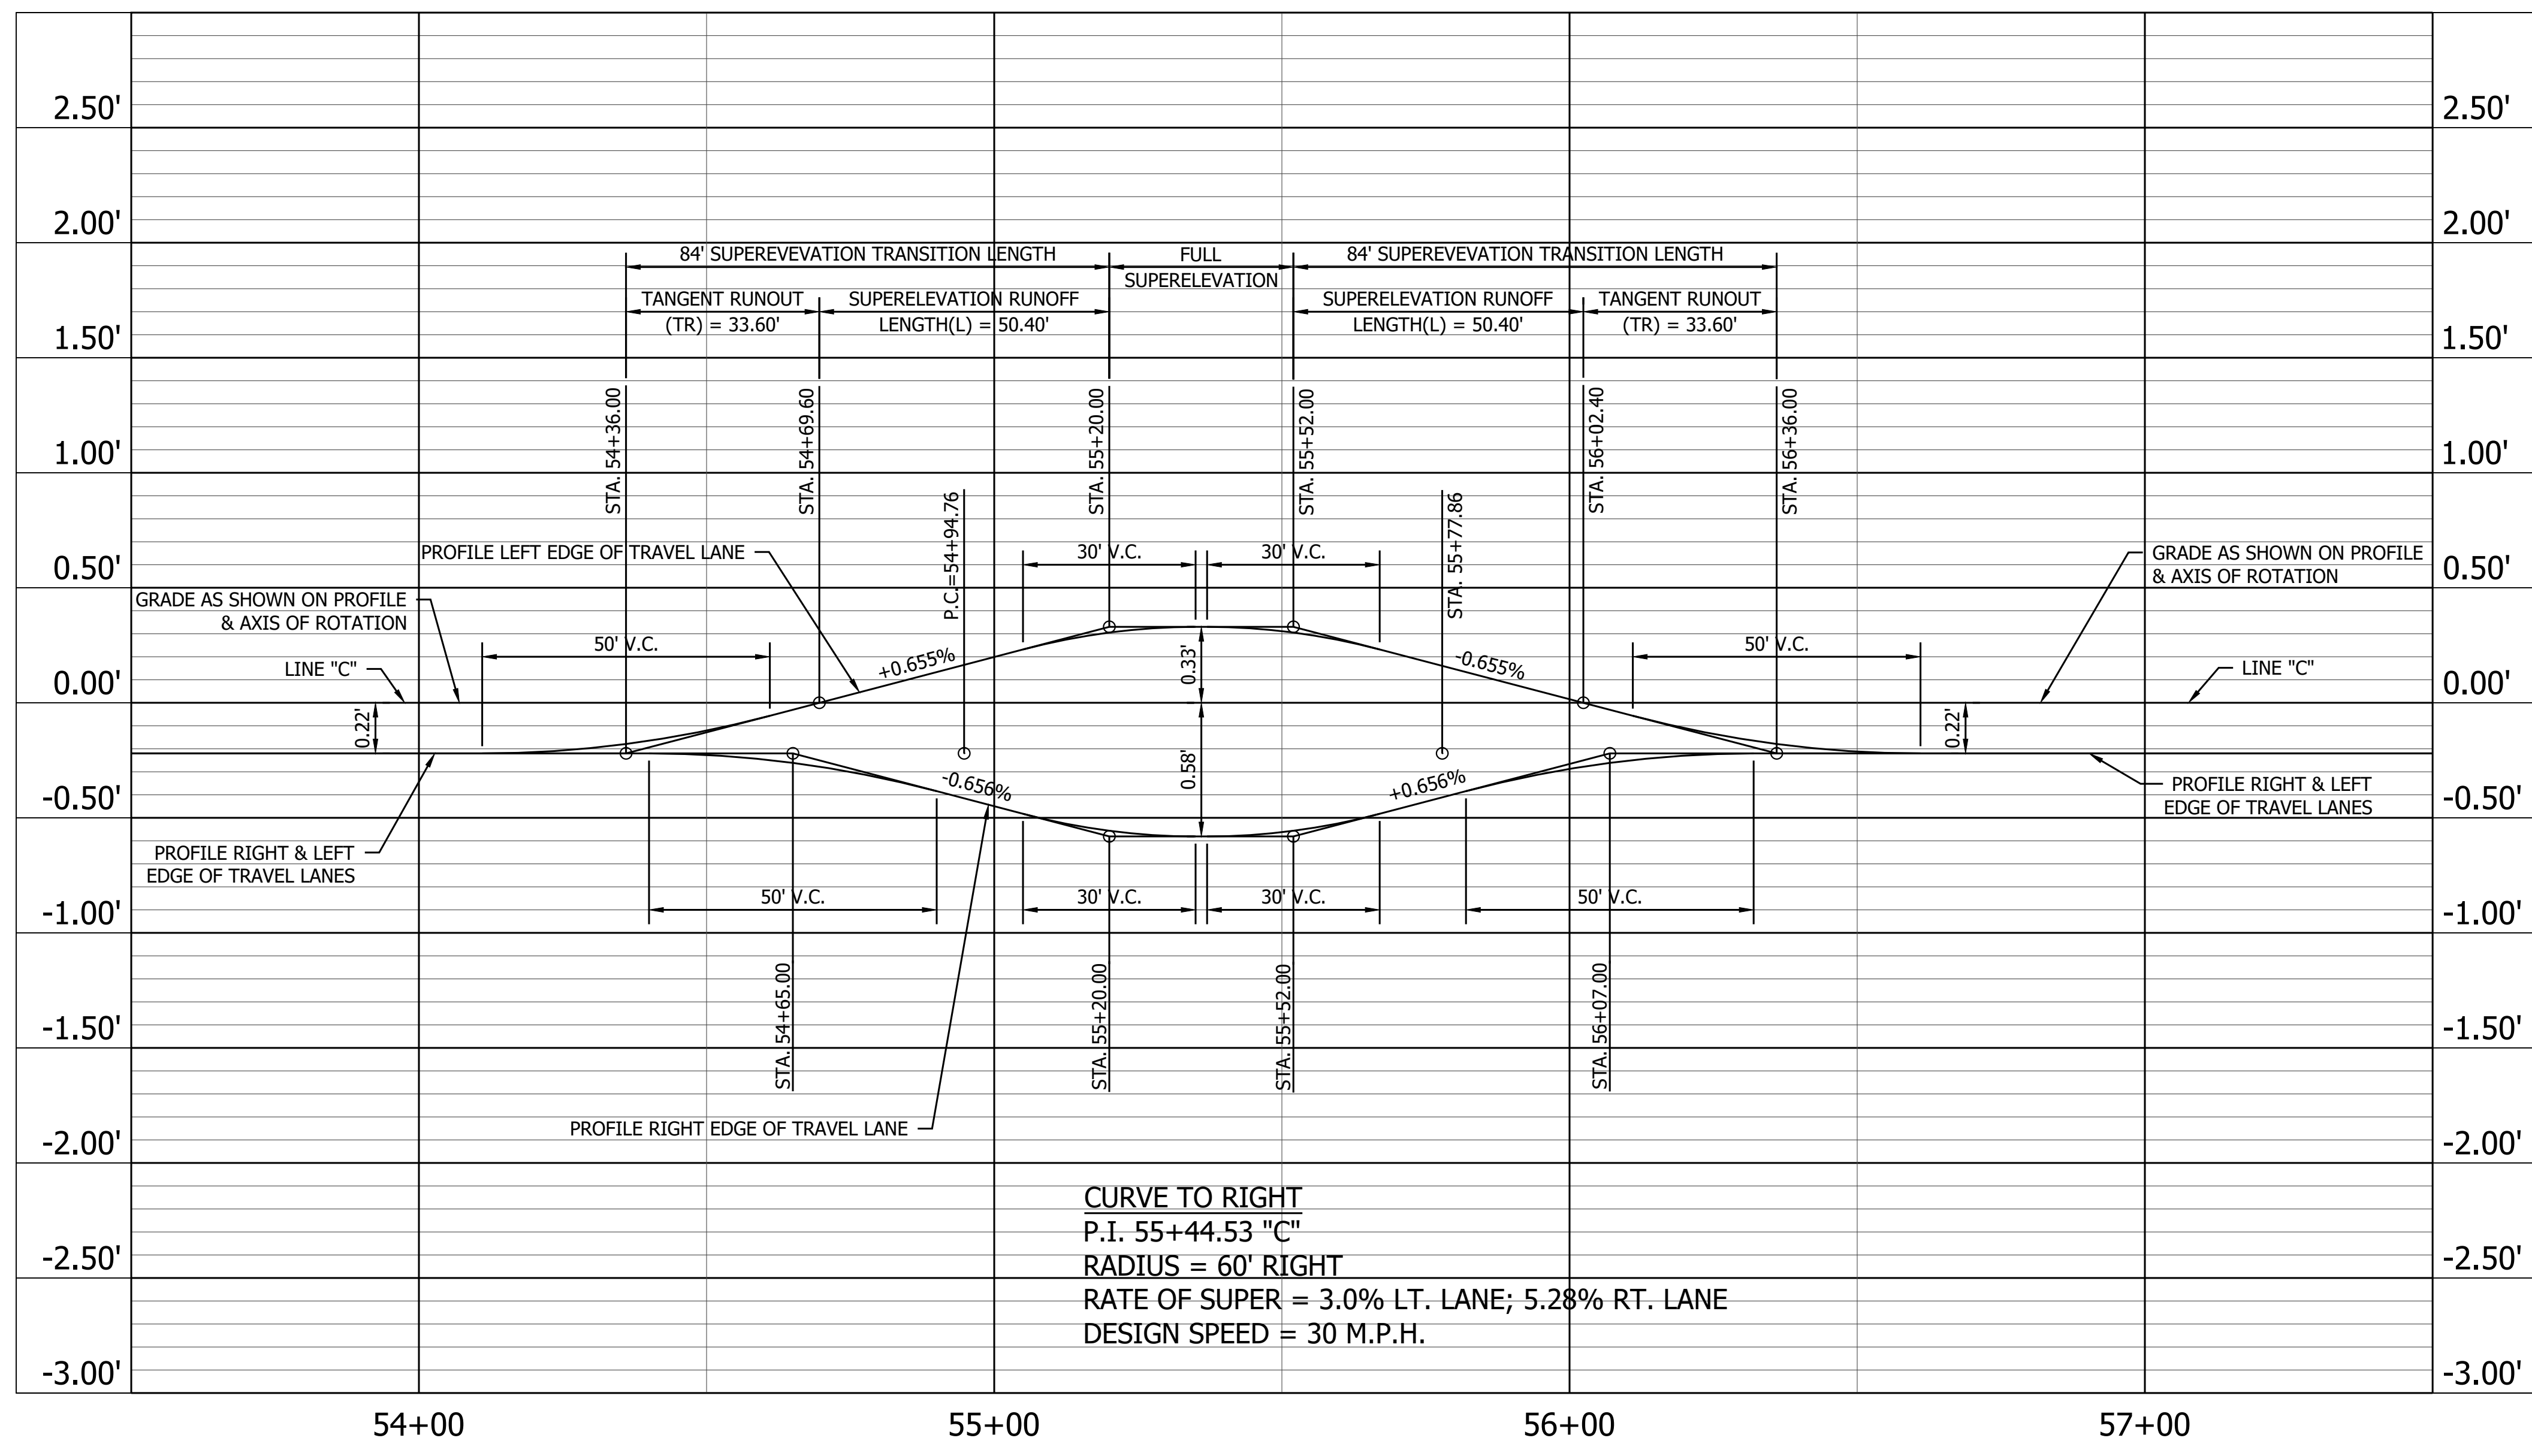 2.50'
2.50'
2.00'
2.00'
84' SUPEREVEVATION TRANSITION LENGTH
FULL
SUPERELEVATION
84' SUPEREVEVATION TRANSITION LENGTH
TANGENT RUNOUT
(TR) = 33.60'
SUPERELEVATION RUNOFF
LENGTH(L) = 50.40'
SUPERELEVATION RUNOFF
LENGTH(L) = 50.40'
TANGENT RUNOUT
(TR) = 33.60'
1.50'
1.50'
STA. 54+36.00
STA. 54+69.60
STA. 55+20.00
STA. 55+52.00
STA. 56+02.40
STA. 56+36.00
1.00'
1.00'
P.C.=54+94.76
STA. 55+77.86
PROFILE LEFT EDGE OF TRAVEL LANE
30' V.C.
30' V.C.
GRADE AS SHOWN ON PROFILE
& AXIS OF ROTATION
0.50'
0.50'
GRADE AS SHOWN ON PROFILE
& AXIS OF ROTATION
50' V.C.
50' V.C.
LINE "C"
LINE "C"
+0.655%
0.33'
-0.655%
0.00'
0.00'
0.22'
0.22'
-0.656%
0.58'
+0.656%
PROFILE RIGHT & LEFT
EDGE OF TRAVEL LANES
-0.50'
-0.50'
PROFILE RIGHT & LEFT
EDGE OF TRAVEL LANES
50' V.C.
30' V.C.
30' V.C.
50' V.C.
-1.00'
-1.00'
STA. 54+65.00
STA. 55+20.00
STA. 55+52.00
STA. 56+07.00
-1.50'
-1.50'
PROFILE RIGHT EDGE OF TRAVEL LANE
-2.00'
-2.00'
CURVE TO RIGHT
P.I. 55+44.53 "C"
RADIUS = 60' RIGHT
RATE OF SUPER = 3.0% LT. LANE; 5.28% RT. LANE
DESIGN SPEED = 30 M.P.H.
-2.50'
-2.50'
-3.00'
-3.00'
54+00
55+00
56+00
57+00